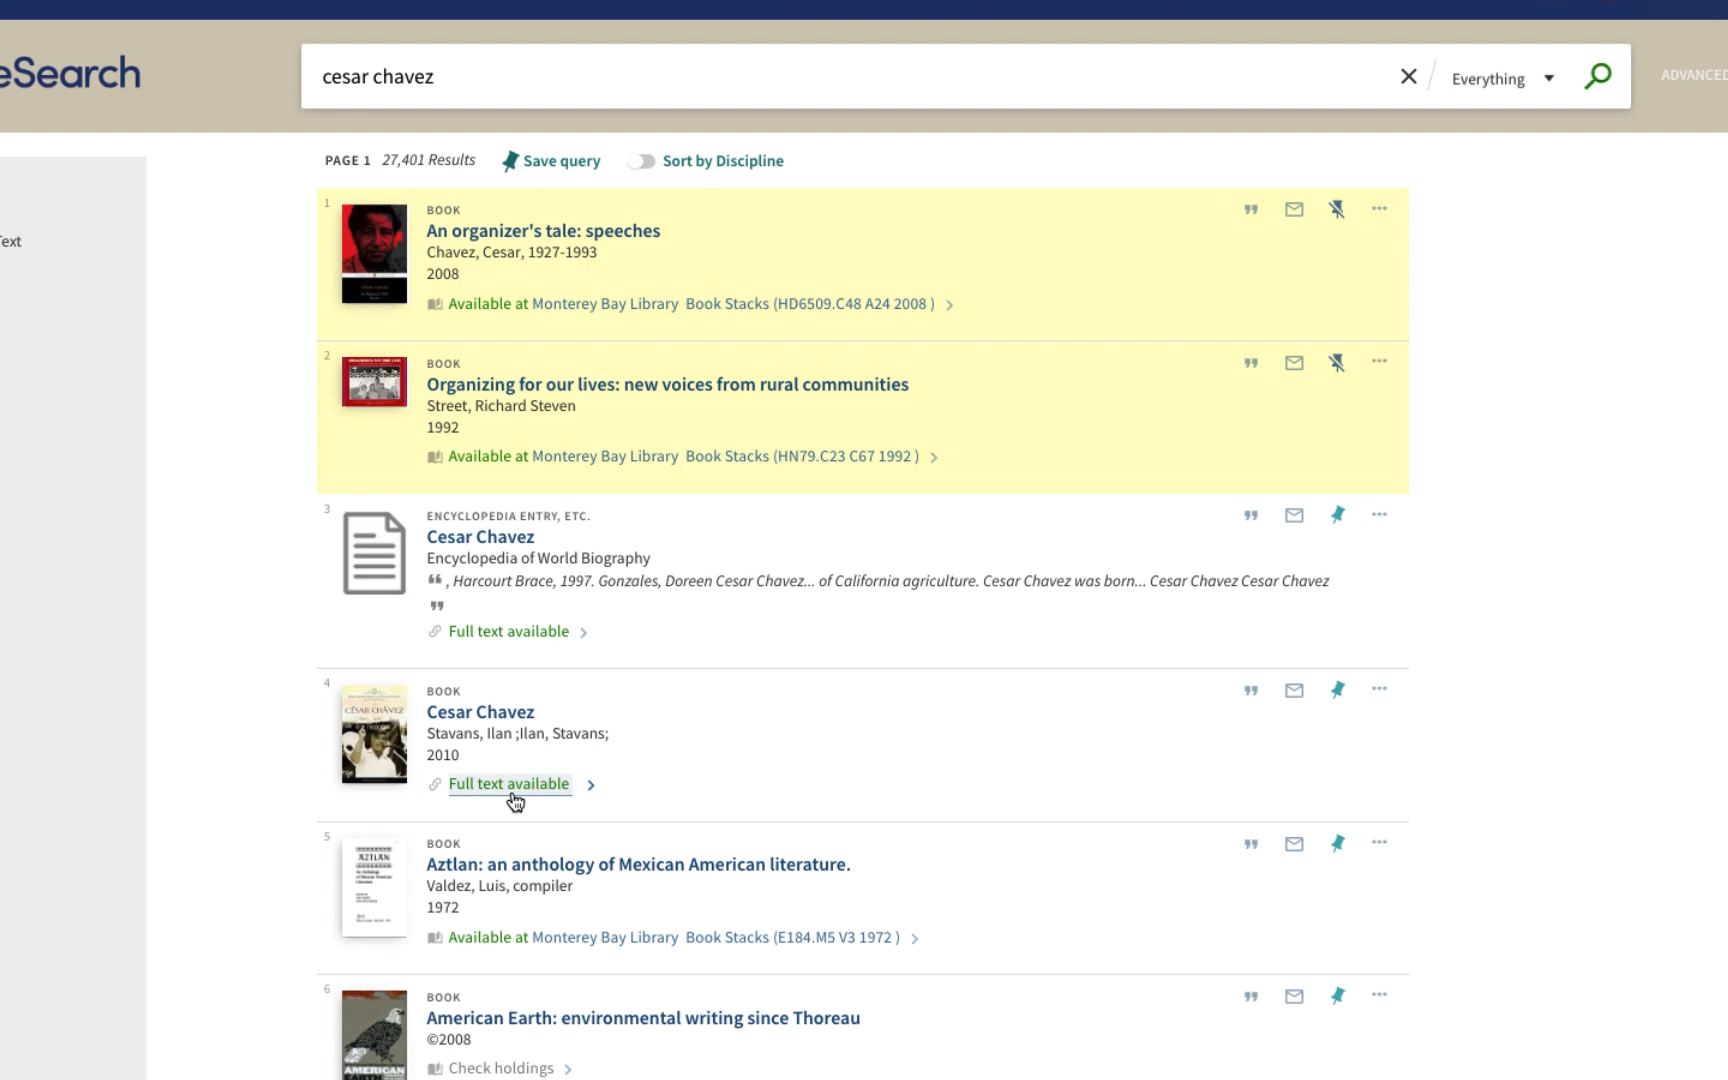 eSearch
cesar chavez
Everything
ADVANCED
PAGE 1 27,401 Results Save query Sort by Discipline
Text
1
BOOK
An organizer's tale: speeches
Chavez, Cesar, 1927-1993
2008
Available at Monterey Bay Library Book Stacks (HD6509.C48 A24 2008 )
2
BOOK
Organizing for our lives: new voices from rural communities
Street, Richard Steven
1992
Available at Monterey Bay Library Book Stacks (HN79.C23 C67 1992 )
3
ENCYCLOPEDIA ENTRY, ETC.
Cesar Chavez
Encyclopedia of World Biography
❝ , Harcourt Brace, 1997. Gonzales, Doreen Cesar Chavez... of California agriculture. Cesar Chavez was born... Cesar Chavez Cesar Chavez
❞
Full text available
4
CÉSAR CHÁVEZ
BOOK
Cesar Chavez
Stavans, Ilan ;Ilan, Stavans;
2010
Full text available
5
AZTLAN
BOOK
Aztlan: an anthology of Mexican American literature.
Valdez, Luis, compiler
1972
Available at Monterey Bay Library Book Stacks (E184.M5 V3 1972 )
6
AMERICAN
BOOK
American Earth: environmental writing since Thoreau
©2008
Check holdings